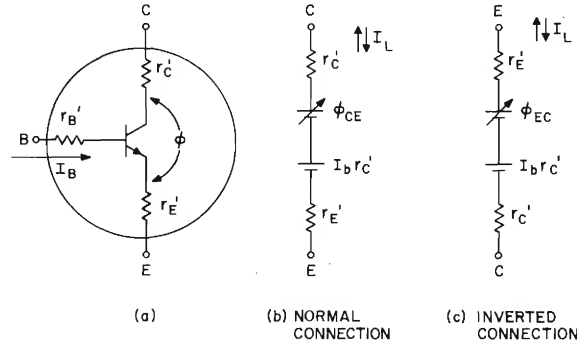 C
r_C'
r_B'
B
I_B
φ
r_E'
E
(a)
C
I_L
r_C'
φ_CE
I_b r_C'
r_E'
E
(b) NORMAL
CONNECTION
E
I_L
r_E'
φ_EC
I_b r_C'
r_C'
C
(c) INVERTED
CONNECTION